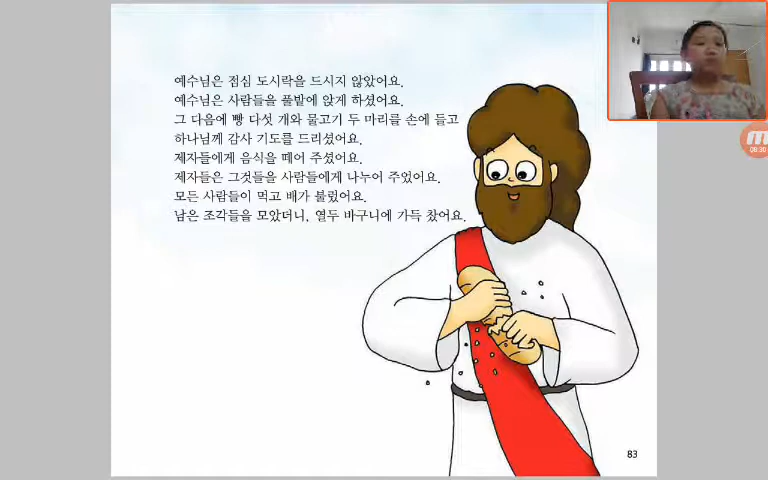 예수님은 점심 도시락을 드시지 않았어요.
예수님은 사람들을 풀밭에 앉게 하셨어요.
그 다음에 빵 다섯 개와 물고기 두 마리를 손에 들고
하나님께 감사 기도를 드리셨어요.
제자들에게 음식을 떼어 주셨어요.
제자들은 그것들을 사람들에게 나누어 주었어요.
모든 사람들이 먹고 배가 불렀어요.
남은 조각들을 모았더니, 열두 바구니에 가득 찼어요.
83
08:30